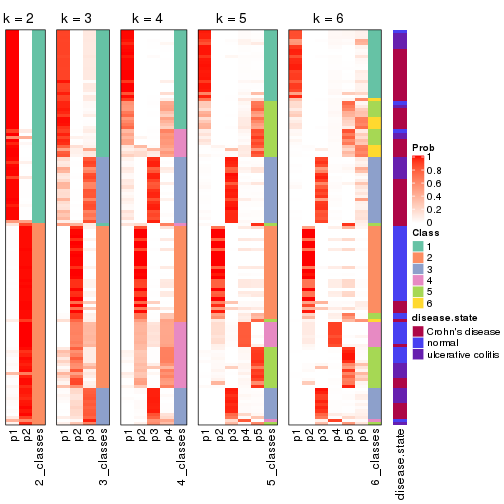 k = 2 k = 3 k = 4 k = 5 k = 6
Prob
1
0.8
0.6
0.4
0.2
0
Class
1
2
3
4
5
6
disease.state
Crohn's disease
normal
ulcerative colitis
p1 p2 2_classes p1 p2 p3 3_classes p1 p2 p3 p4 4_classes p1 p2 p3 p4 p5 5_classes p1 p2 p3 p4 p5 p6 6_classes disease.state